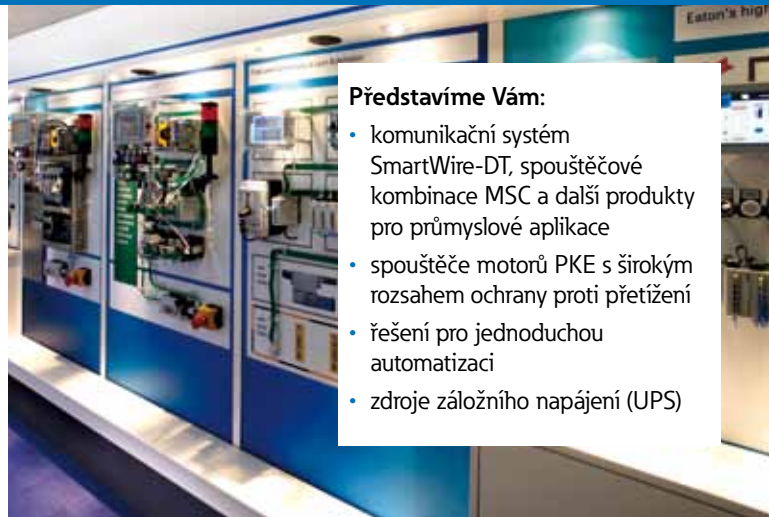 Eaton's high
Představíme Vám:
• komunikační systém
SmartWire-DT, spouštěčové
kombinace MSC a další produkty
pro průmyslové aplikace
• spouštěče motorů PKE s širokým
rozsahem ochrany proti přetížení
• řešení pro jednoduchou
automatizaci
• zdroje záložního napájení (UPS)